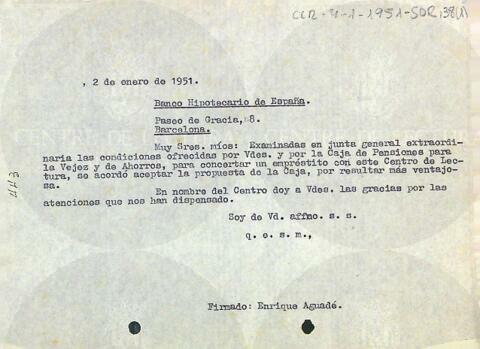 CLR-4-1-1951-SOR,38(1)
, 2 de enero de 1951.
Banco Hipotecario de España.
Paseo de Gracia, 8.
Barcelona.
Muy Sres. míos: Examinadas en junta general extraordi-
naria las condiciones ofrecidas por Vdes. y por la Caja de Pensiones para
la Vejez y de Ahorros, para concertar un empréstito con este Centro de Lec-
tura, se acordo aceptar la propuesta de la Caja, por resultar más ventajo-
sa.
En nombre del Centro doy a Vdes. las gracias por las
atenciones que nos han dispensado.
Soy de Vd. affmo. s. s.
q. e. s. m.,
Firmado: Enrique Aguadé.